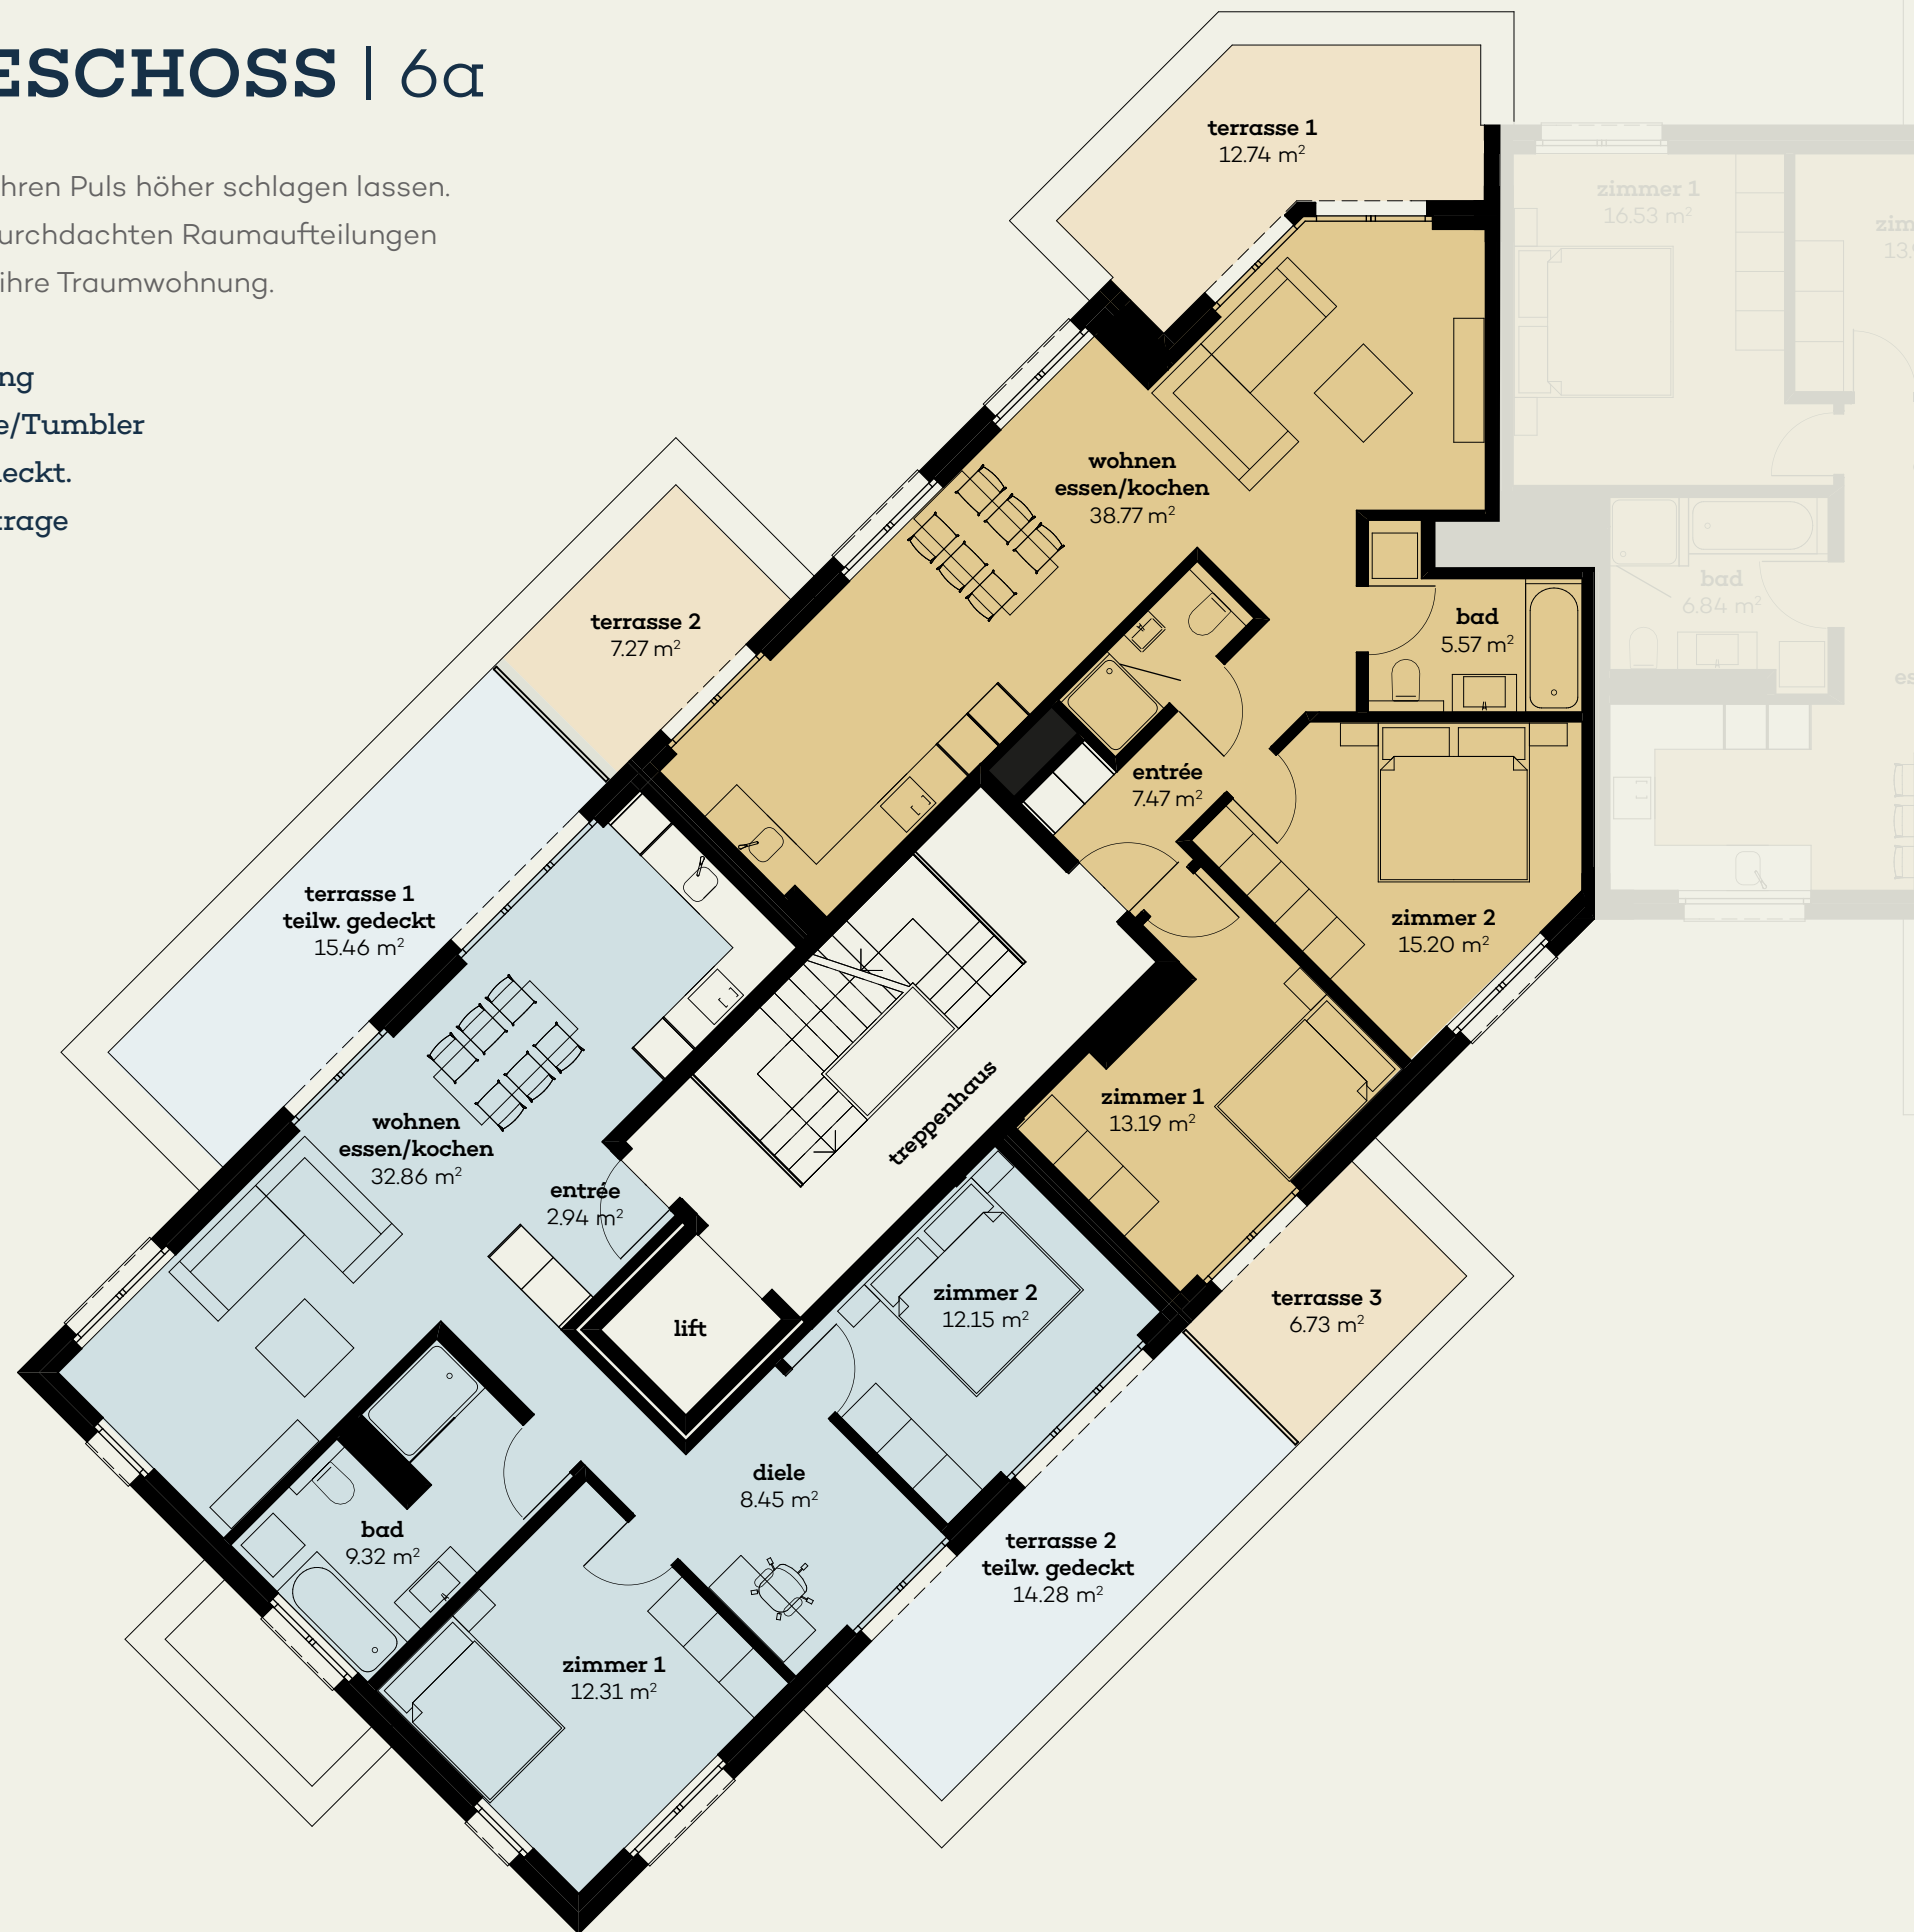 ESCHOSS | 6a
hren Puls höher schlagen lassen.
urchdachten Raumaufteilungen
ihre Traumwohnung.
ng
e/Tumbler
eckt.
trage
terrasse 1
12.74 m²
zimmer 1
16.53 m²
zim
13.
wohnen
essen/kochen
38.77 m²
terrasse 2
7.27 m²
bad
5.57 m²
bad
6.84 m²
es
entrée
7.47 m²
terrasse 1
teilw. gedeckt
15.46 m²
zimmer 2
15.20 m²
zimmer 1
13.19 m²
treppenhaus
wohnen
essen/kochen
32.86 m²
entrée
2.94 m²
zimmer 2
12.15 m²
terrasse 3
6.73 m²
lift
diele
8.45 m²
bad
9.32 m²
terrasse 2
teilw. gedeckt
14.28 m²
zimmer 1
12.31 m²